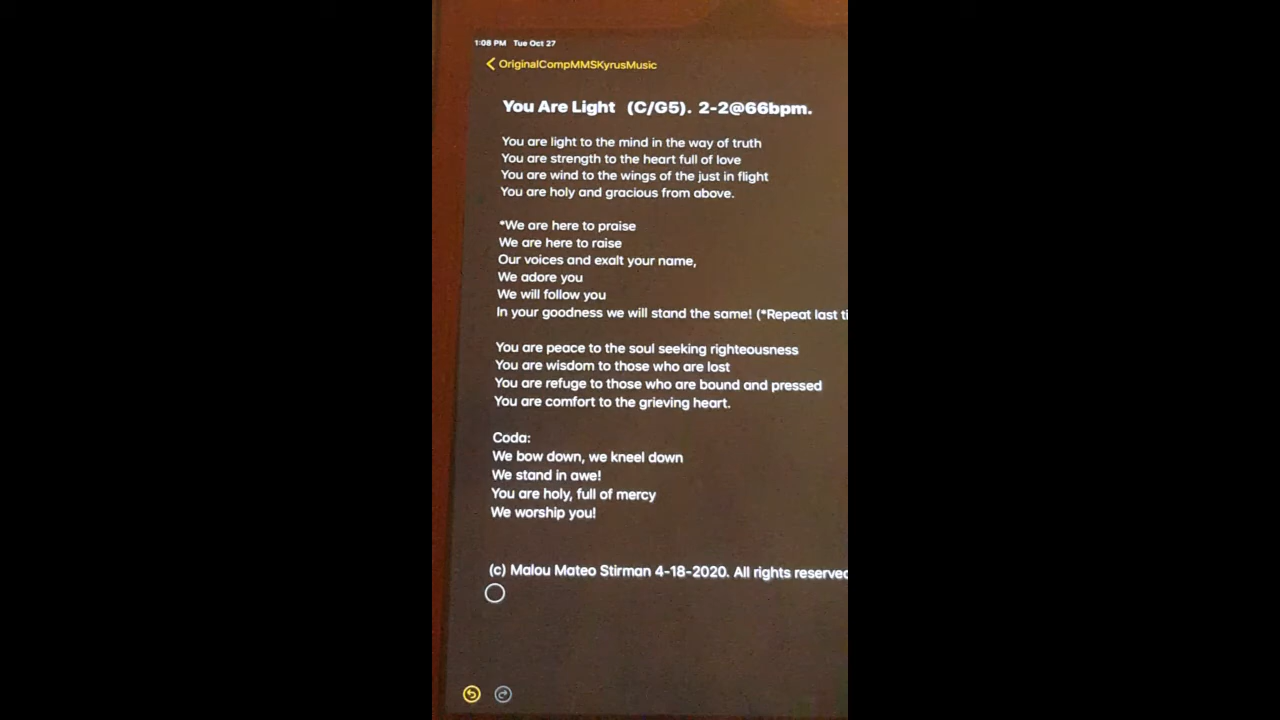 1:08 PM Tue Oct 27
OriginalCompMMSKyrusMusic
You Are Light (C/G5). 2-2@66bpm.
You are light to the mind in the way of truth
You are strength to the heart full of love
You are wind to the wings of the just in flight
You are holy and gracious from above.
*We are here to praise
We are here to raise
Our voices and exalt your name,
We adore you
We will follow you
In your goodness we will stand the same! (*Repeat last
You are peace to the soul seeking righteousness
You are wisdom to those who are lost
You are refuge to those who are bound and pressed
You are comfort to the grieving heart.
Coda:
We bow down, we kneel down
We stand in awe!
You are holy, full of mercy
We worship you!
(c) Malou Mateo Stirman 4-18-2020. All rights reserved